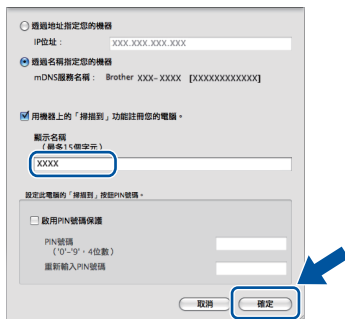 透過地址指定您的機器
IP位址： XXX.XXX.XXX.XXX
透過名稱指定您的機器
mDNS服務名稱： Brother XXX-XXXX [XXXXXXXXXXXX]
用機器上的「掃描到」功能註冊您的電腦。
顯示名稱
（最多15個字元）
XXXX
設定此電腦的「掃描到」按鈕PIN號碼。
啟用PIN號碼保護
PIN號碼
（'0'-'9'，4位數）
重新輸入PIN號碼
取消 確定